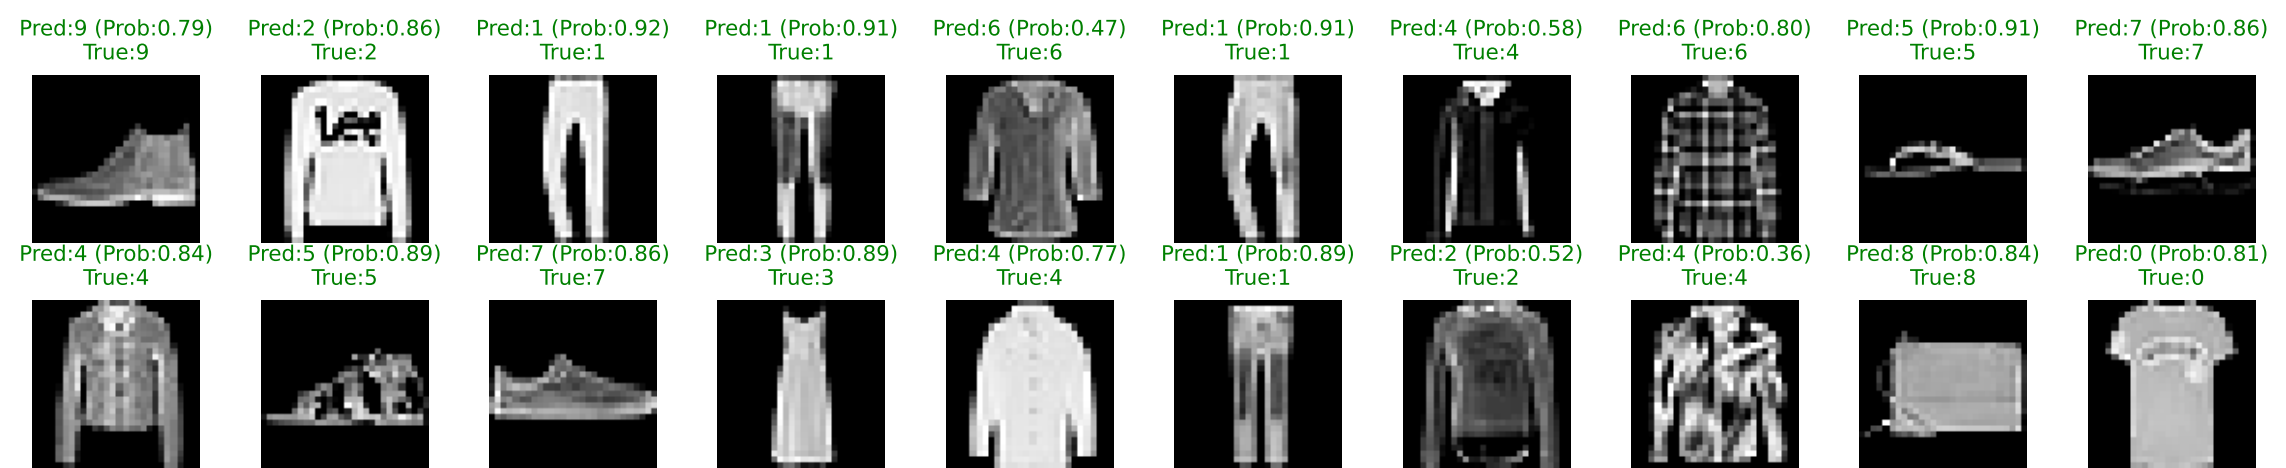 Pred:9 (Prob:0.79) Pred:2 (Prob:0.86) Pred:1 (Prob:0.92) Pred:1 (Prob:0.91) Pred:6 (Prob:0.47) Pred:1 (Prob:0.91) Pred:4 (Prob:0.58) Pred:6 (Prob:0.80) Pred:5 (Prob:0.91) Pred:7 (Prob:0.86)
True:9 True:2 True:1 True:1 True:6 True:1 True:4 True:6 True:5 True:7
Lee
Pred:4 (Prob:0.84) Pred:5 (Prob:0.89) Pred:7 (Prob:0.86) Pred:3 (Prob:0.89) Pred:4 (Prob:0.77) Pred:1 (Prob:0.89) Pred:2 (Prob:0.52) Pred:4 (Prob:0.36) Pred:8 (Prob:0.84) Pred:0 (Prob:0.81)
True:4 True:5 True:7 True:3 True:4 True:1 True:2 True:4 True:8 True:0